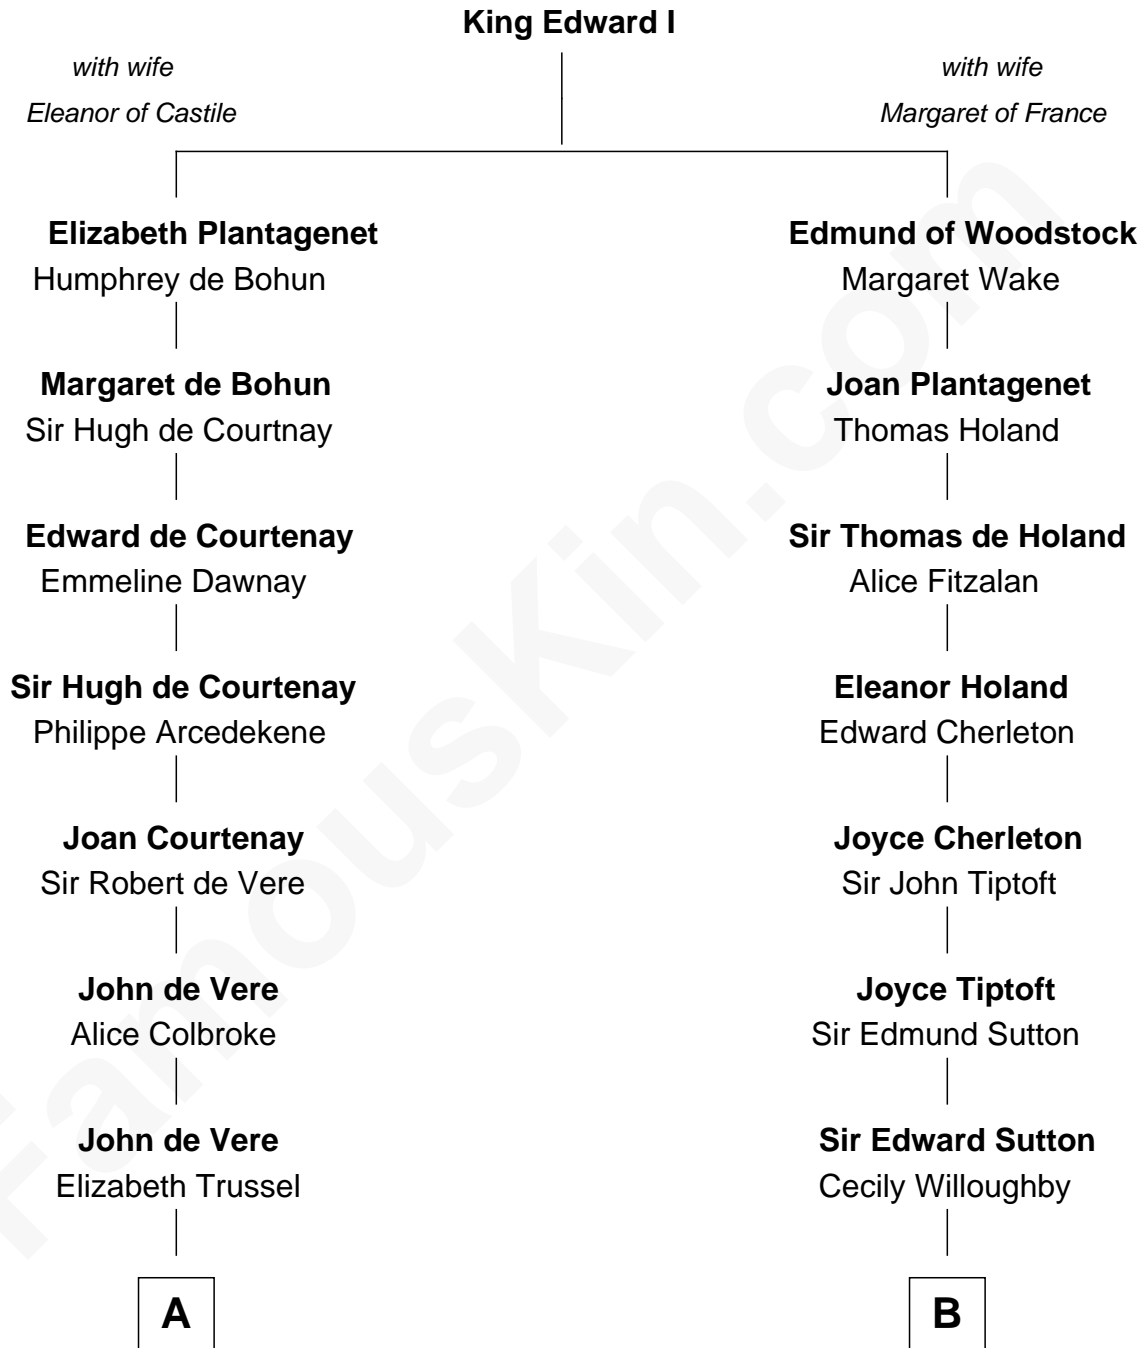 King Edward I
with wife
Eleanor of Castile
with wife
Margaret of France
Elizabeth Plantagenet
Humphrey de Bohun
Edmund of Woodstock
Margaret Wake
Margaret de Bohun
Sir Hugh de Courtnay
Joan Plantagenet
Thomas Holand
Edward de Courtenay
Emmeline Dawnay
Sir Thomas de Holand
Alice Fitzalan
Sir Hugh de Courtenay
Philippe Arcedekene
Eleanor Holand
Edward Cherleton
Joan Courtenay
Sir Robert de Vere
Joyce Cherleton
Sir John Tiptoft
John de Vere
Alice Colbroke
Joyce Tiptoft
Sir Edmund Sutton
John de Vere
Elizabeth Trussel
Sir Edward Sutton
Cecily Willoughby
A
B
FamousKin.com